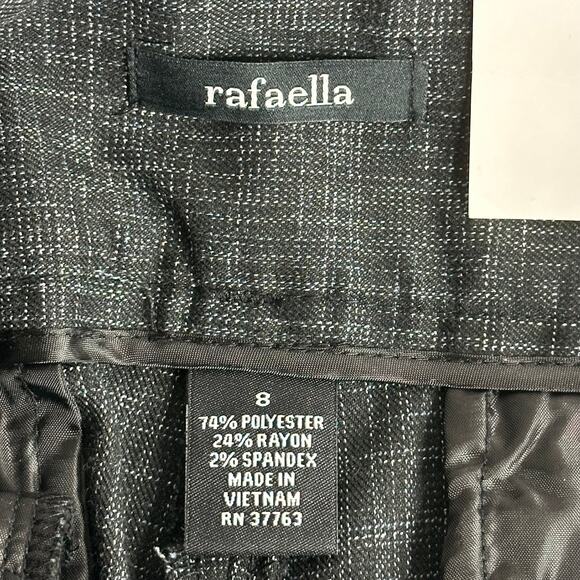 rafaella
8
74% POLYESTER
24% RAYON
2% SPANDEX
MADE IN
VIETNAM
RN 37763